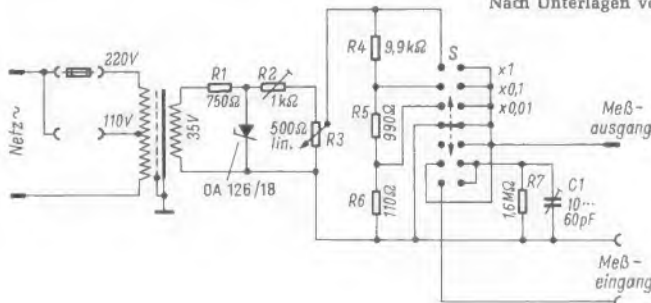 Nach Unterlagen v
220V
110V
Netz~
35V
R1
750Ω
R2
1kΩ
500Ω
lin.
R3
OA 126/18
R4
9,9kΩ
R5
990Ω
R6
110Ω
S
x1
x0,1
x0,01
Meß-
ausgang
R7
1,6MΩ
C1
10...
60pF
Meß-
eingang